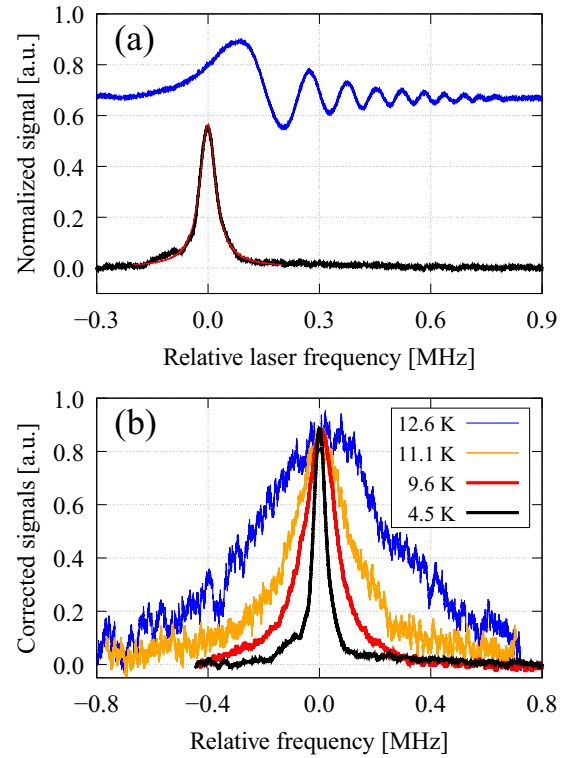 (a)
Normalized signal [a.u.]
1.0
0.8
0.6
0.4
0.2
0.0
−0.3 0.0 0.3 0.6 0.9
Relative laser frequency [MHz]
(b)
Corrected signals [a.u.]
1.0
0.8
0.6
0.4
0.2
0.0
12.6 K
11.1 K
9.6 K
4.5 K
−0.8 −0.4 0.0 0.4 0.8
Relative frequency [MHz]